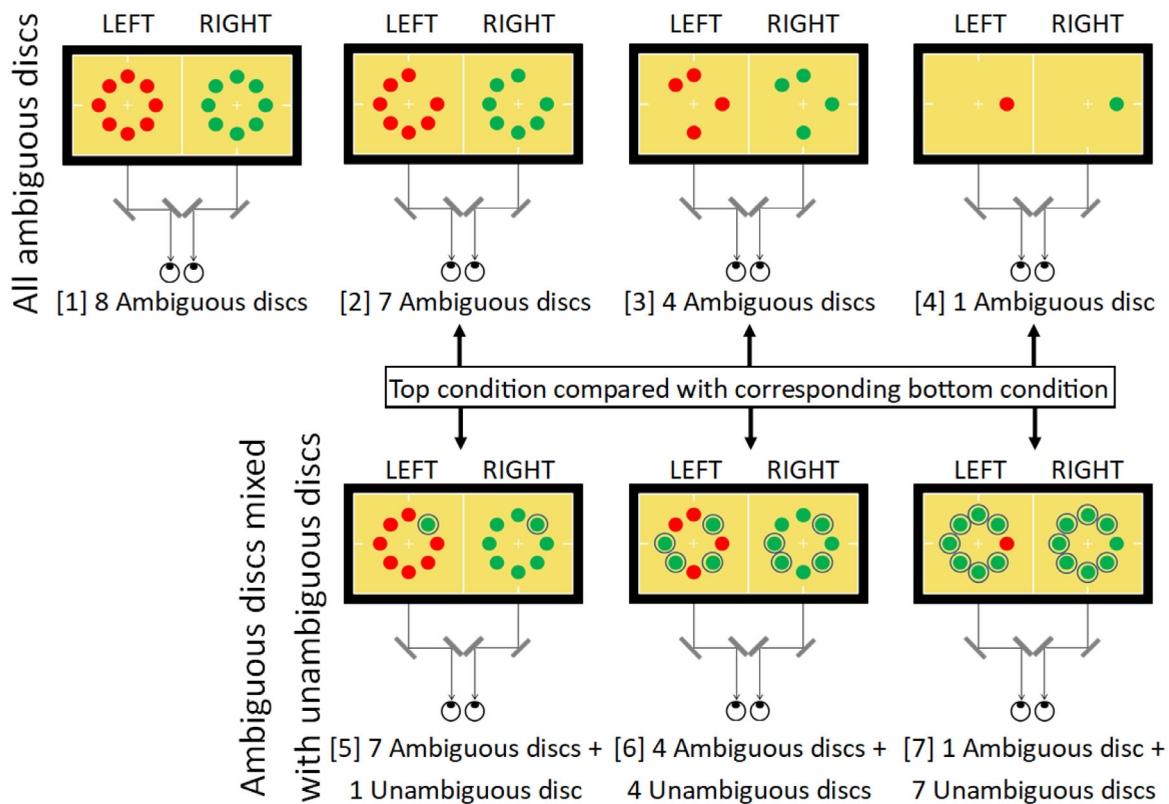 LEFT RIGHT
LEFT RIGHT
LEFT RIGHT
LEFT RIGHT
All ambiguous discs
[1] 8 Ambiguous discs
[2] 7 Ambiguous discs
[3] 4 Ambiguous discs
[4] 1 Ambiguous disc
Top condition compared with corresponding bottom condition
Ambiguous discs mixed
with unambiguous discs
LEFT RIGHT
LEFT RIGHT
LEFT RIGHT
[5] 7 Ambiguous discs +
1 Unambiguous disc
[6] 4 Ambiguous discs +
4 Unambiguous discs
[7] 1 Ambiguous disc +
7 Unambiguous discs